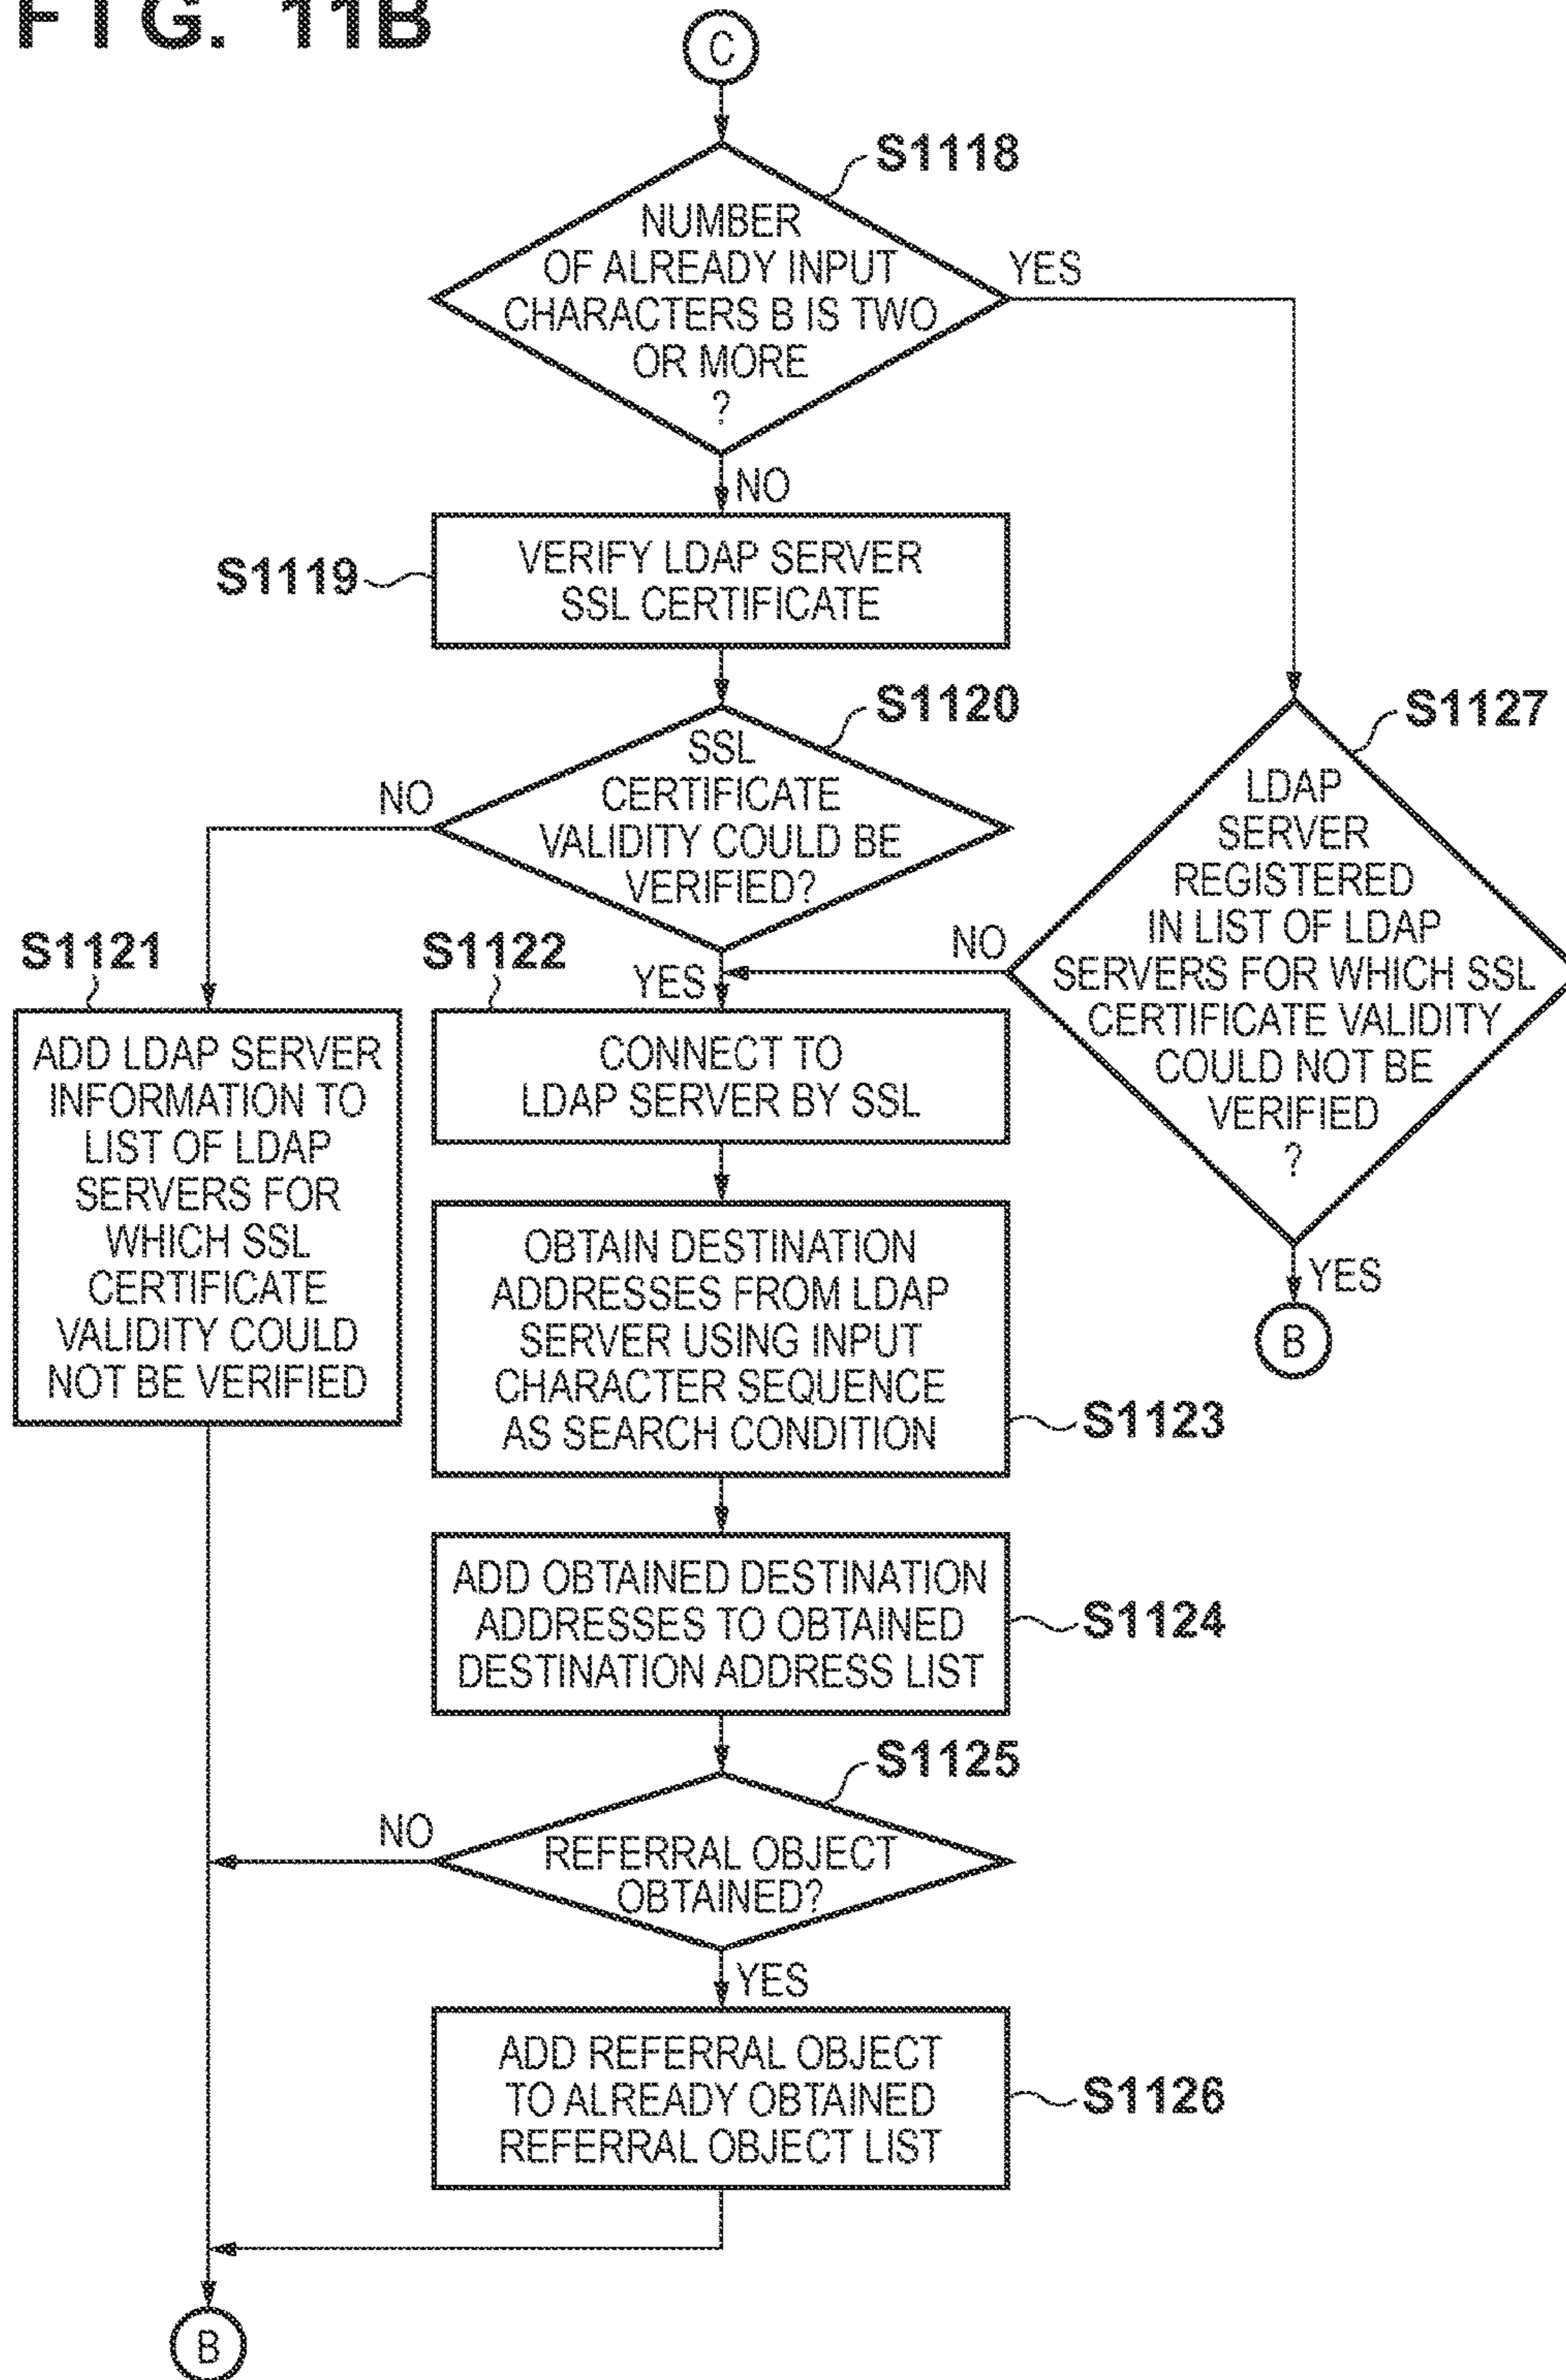 FIG. 11B
C
S1118
NUMBER
OF ALREADY INPUT
CHARACTERS B IS TWO
OR MORE
?
YES
NO
S1119
VERIFY LDAP SERVER
SSL CERTIFICATE
S1120
SSL
CERTIFICATE
VALIDITY COULD BE
VERIFIED?
NO
YES
S1127
LDAP
SERVER
REGISTERED
IN LIST OF LDAP
SERVERS FOR WHICH SSL
CERTIFICATE VALIDITY
COULD NOT BE
VERIFIED
?
NO
YES
B
S1121
ADD LDAP SERVER
INFORMATION TO
LIST OF LDAP
SERVERS FOR
WHICH SSL
CERTIFICATE
VALIDITY COULD
NOT BE VERIFIED
S1122
CONNECT TO
LDAP SERVER BY SSL
OBTAIN DESTINATION
ADDRESSES FROM LDAP
SERVER USING INPUT
CHARACTER SEQUENCE
AS SEARCH CONDITION
S1123
ADD OBTAINED DESTINATION
ADDRESSES TO OBTAINED
DESTINATION ADDRESS LIST
S1124
S1125
REFERRAL OBJECT
OBTAINED?
NO
YES
ADD REFERRAL OBJECT
TO ALREADY OBTAINED
REFERRAL OBJECT LIST
S1126
B